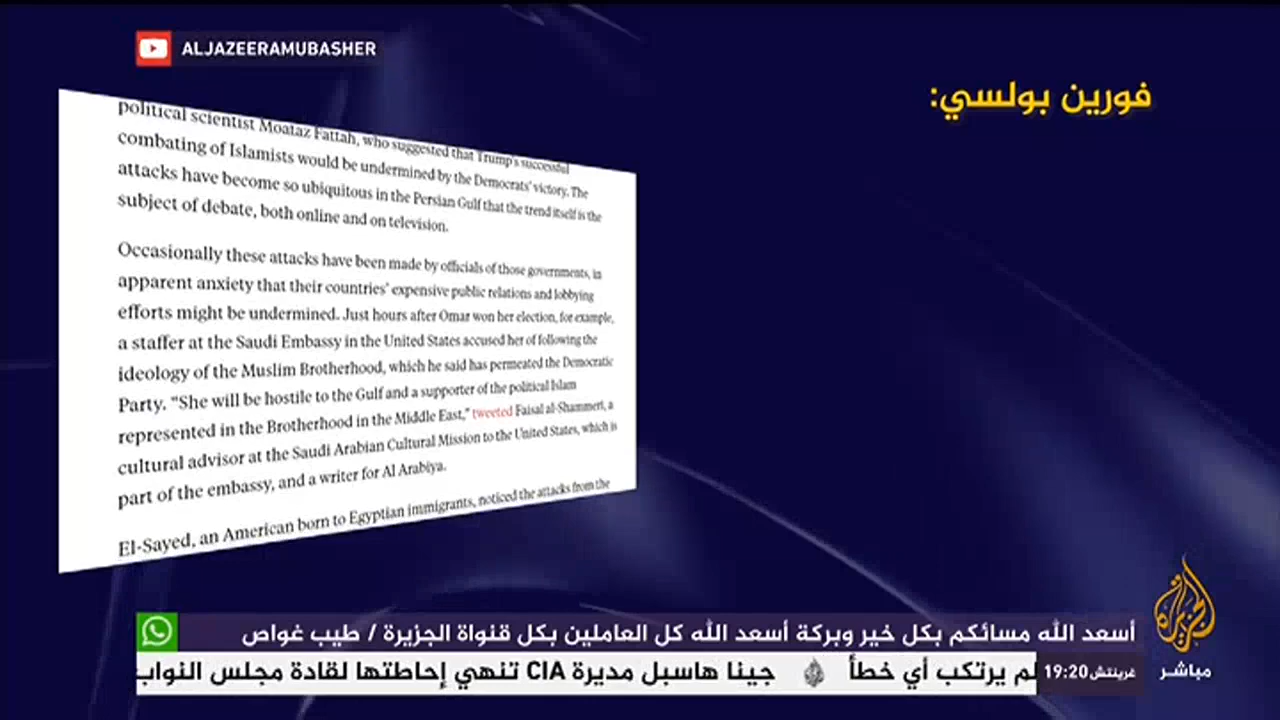 ALJAZEERAMUBASHER
فورين بولسي:
political scientist Moataz Fattah, who suggested that Trump's successful
combating of Islamists would be undermined by the Democrats' victory. The
attacks have become so ubiquitous in the Persian Gulf that the trend itself is the
subject of debate, both online and on television.
Occasionally these attacks have been made by officials of those governments, in
apparent anxiety that their countries' expensive public relations and lobbying
efforts might be undermined. Just hours after Omar won her election, for example,
a staffer at the Saudi Embassy in the United States accused her of following the
ideology of the Muslim Brotherhood, which he said has permeated the Democratic
Party. “She will be hostile to the Gulf and a supporter of the political Islam
represented in the Brotherhood in the Middle East,” tweeted Faisal al-Shammeri, a
cultural advisor at the Saudi Arabian Cultural Mission to the United States, which is
part of the embassy, and a writer for Al Arabiya.
El-Sayed, an American born to Egyptian immigrants, noticed the attacks from the
أسعد الله مسائكم بكل خير وبركة أسعد الله كل العاملين بكل قنواة الجزيرة / طيب غواص
غرينتش 19:20
لم يرتكب أي خطأ جينا هاسبل مديرة CIA تنهي إحاطتها لقادة مجلس النواب
الجزيرة
مباشر